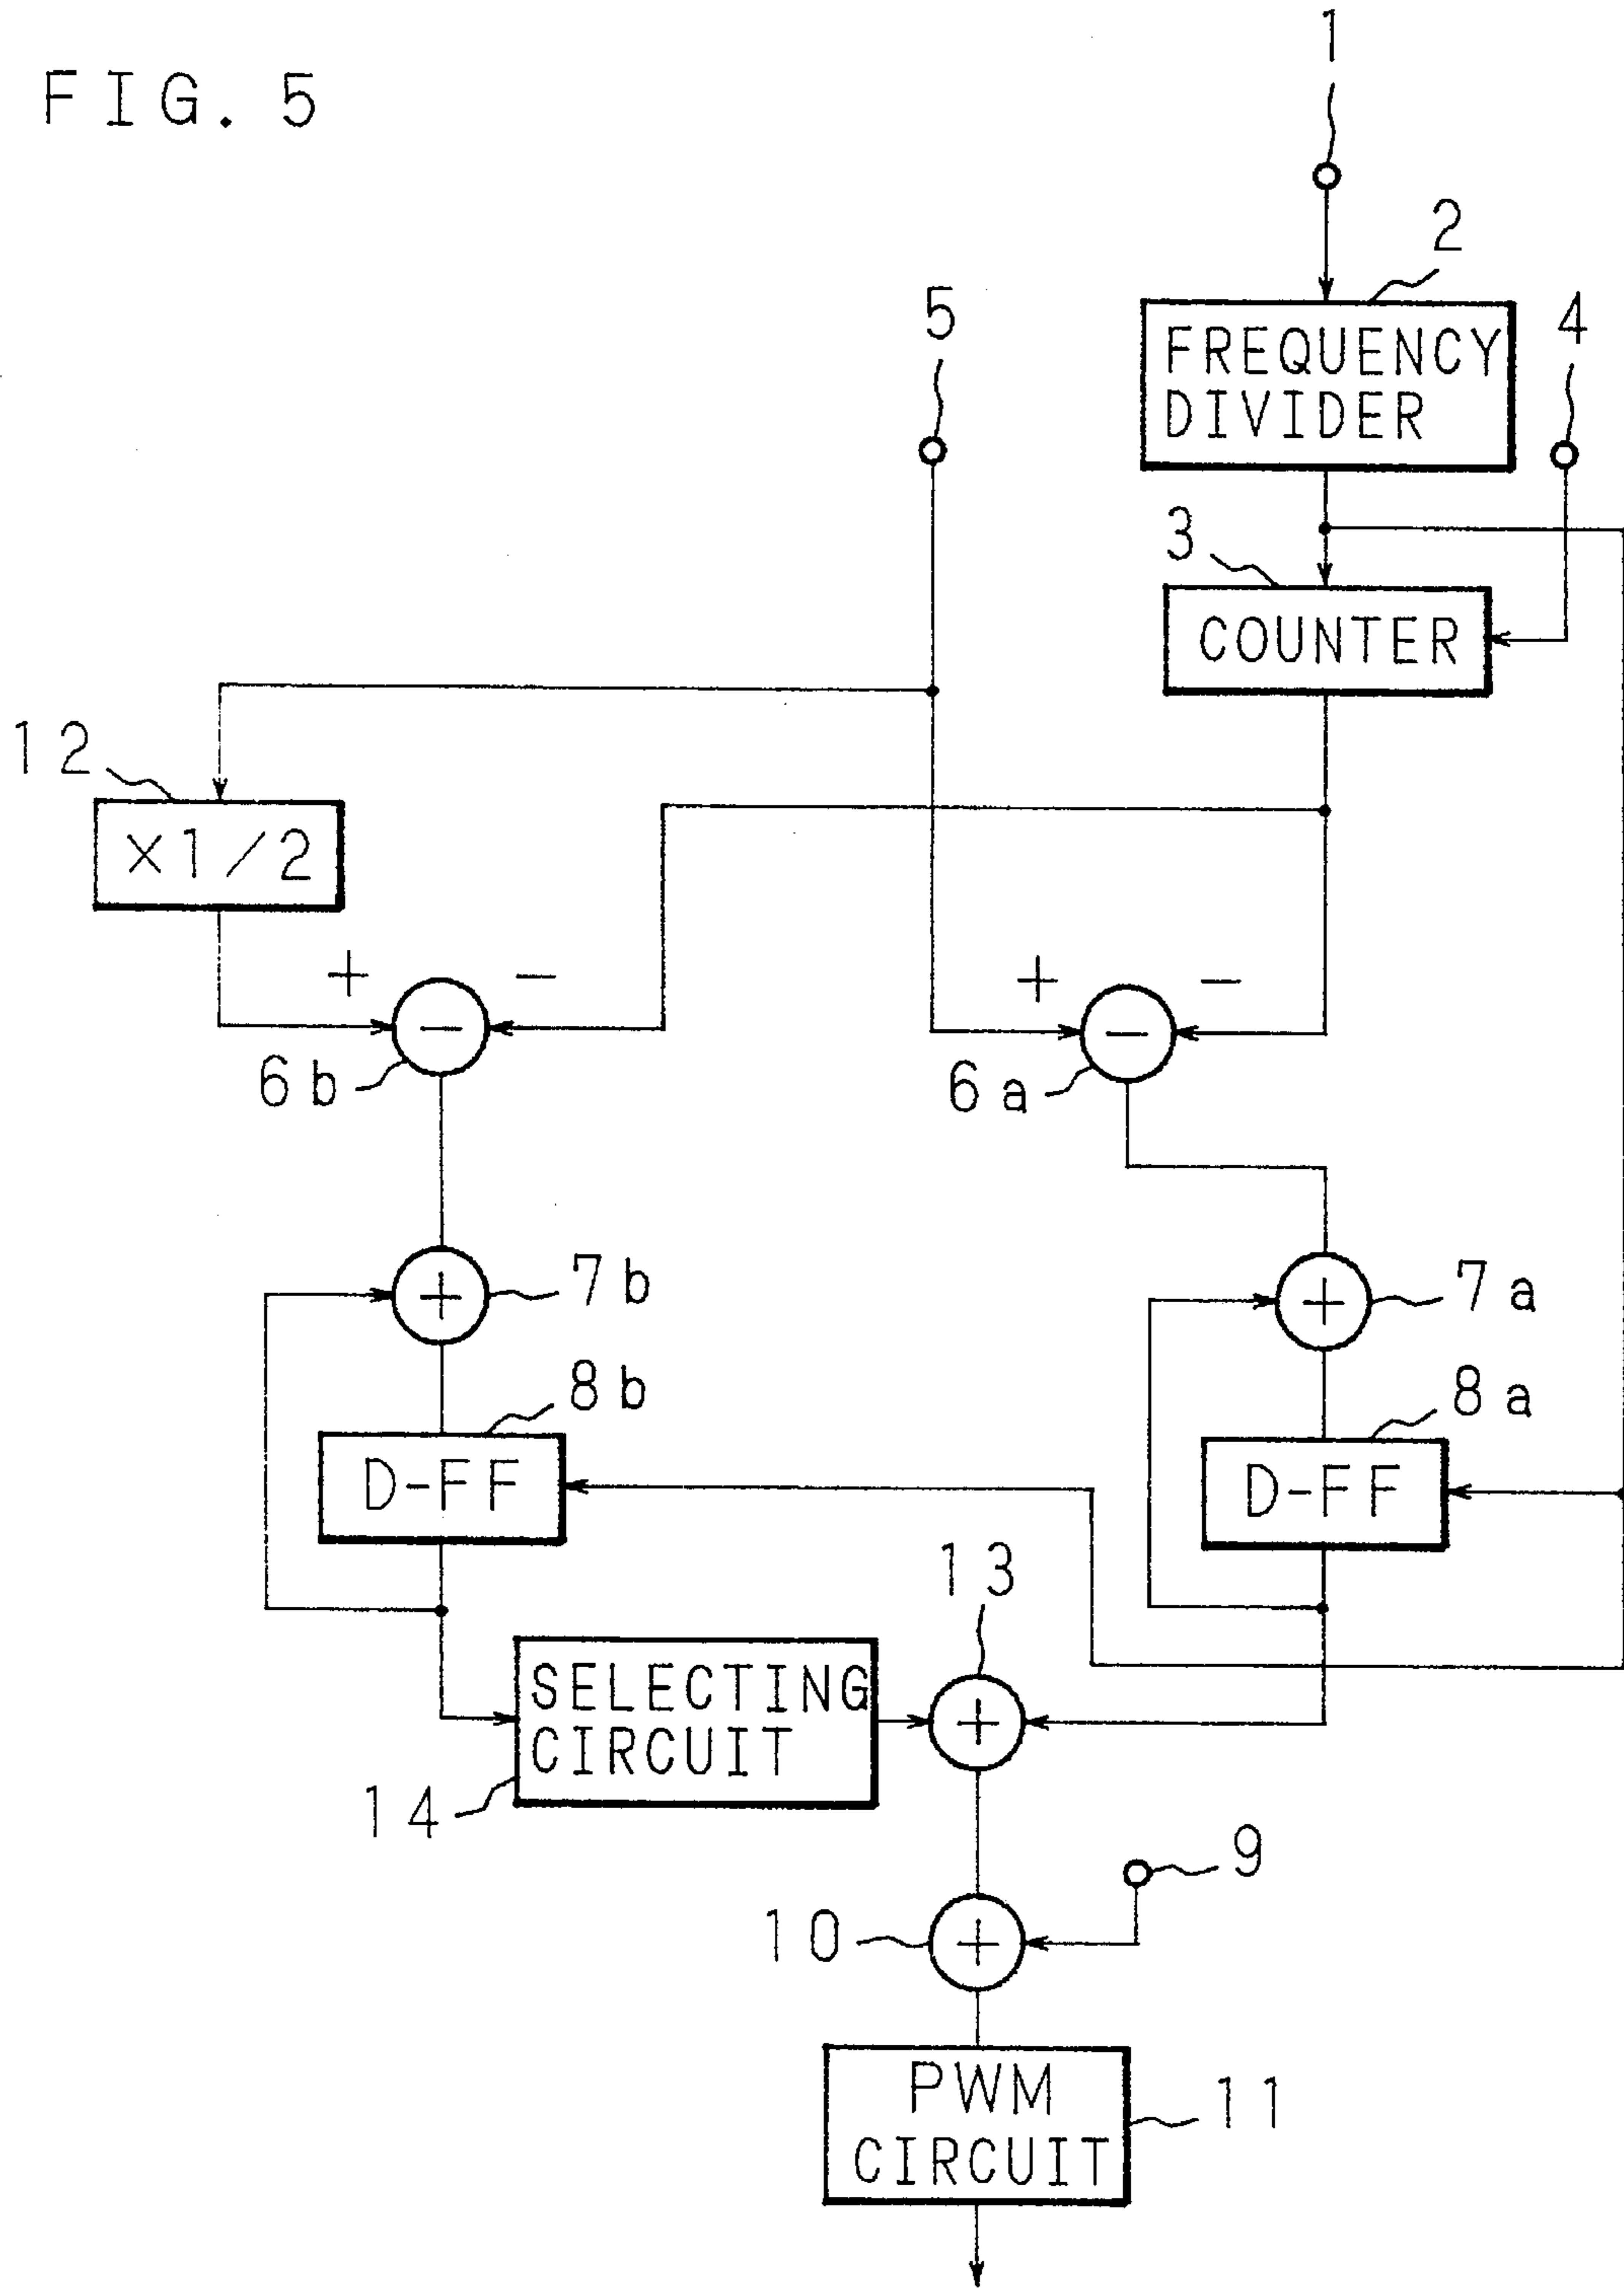 FIG. 5
1
2
FREQUENCY
DIVIDER
4
5
3
COUNTER
12
×1/2
+
−
−
6b
+
−
−
6a
+
7b
+
7a
8b
D-FF
8a
D-FF
13
SELECTING
CIRCUIT
+
14
9
10
+
PWM
CIRCUIT
11